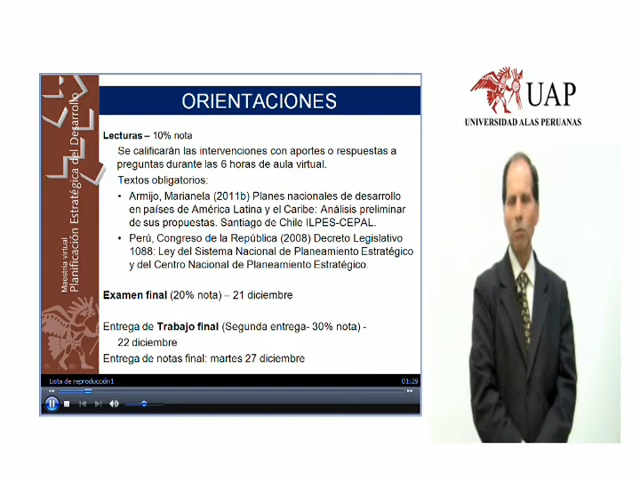 ORIENTACIONES
Lecturas – 10% nota
Se calificarán las intervenciones con aportes o respuestas a
preguntas durante las 6 horas de aula virtual.
Textos obligatorios:
• Armijo, Marianela (2011b) Planes nacionales de desarrollo
en países de América Latina y el Caribe: Análisis preliminar
de sus propuestas. Santiago de Chile ILPES-CEPAL.
• Perú, Congreso de la República (2008) Decreto Legislativo
1088: Ley del Sistema Nacional de Planeamiento Estratégico
y del Centro Nacional de Planeamiento Estratégico.
Examen final (20% nota) – 21 diciembre
Entrega de Trabajo final (Segunda entrega- 30% nota) -
22 diciembre
Entrega de notas final: martes 27 diciembre
Maestría virtual
Planificación Estratégica del Desarrollo
Lista de reproducción1
01:29
UAP
UNIVERSIDAD ALAS PERUANAS